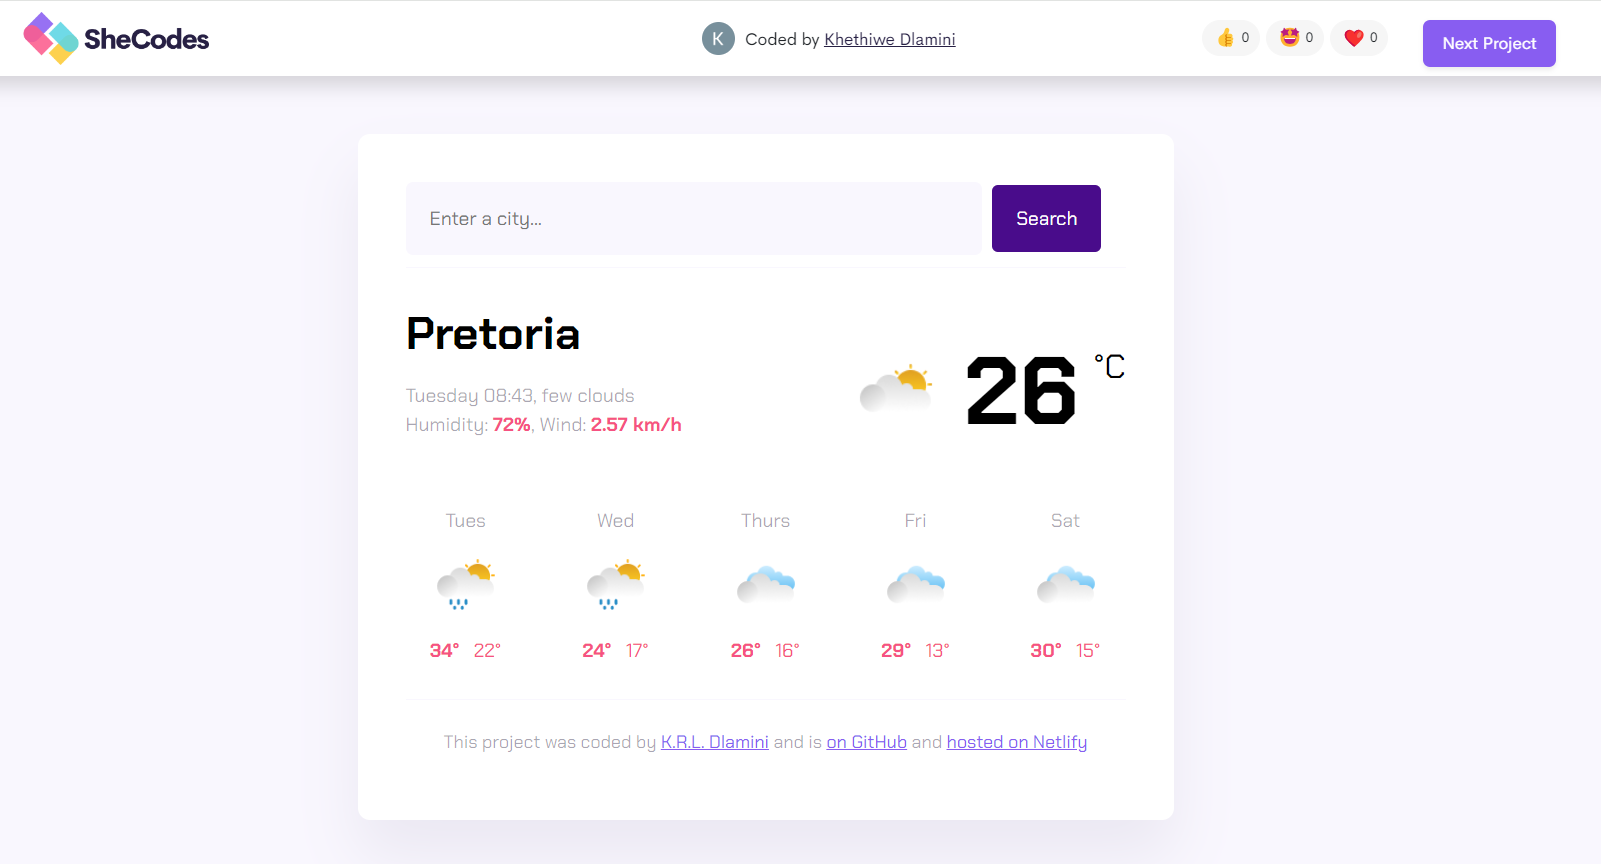 SheCodes
K Coded by Khethiwe Dlamini
0 0 0
Next Project
Enter a city...
Search
Pretoria
Tuesday 08:43, few clouds
Humidity: 72%, Wind: 2.57 km/h
26 °C
Tues Wed Thurs Fri Sat
34° 22° 24° 17° 26° 16° 29° 13° 30° 15°
This project was coded by K.R.L. Dlamini and is on GitHub and hosted on Netlify